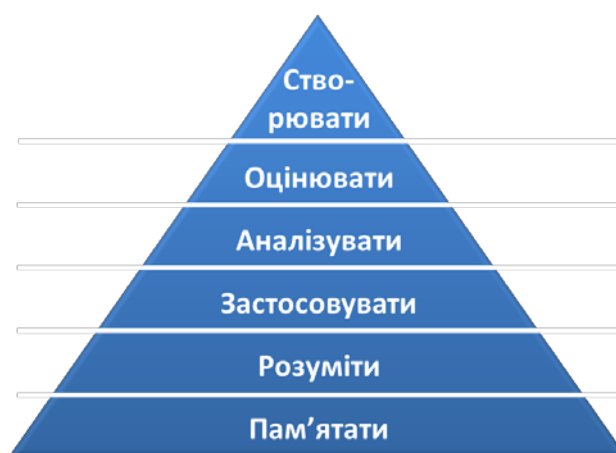 Ство-
рювати
Оцінювати
Аналізувати
Застосовувати
Розуміти
Пам’ятати